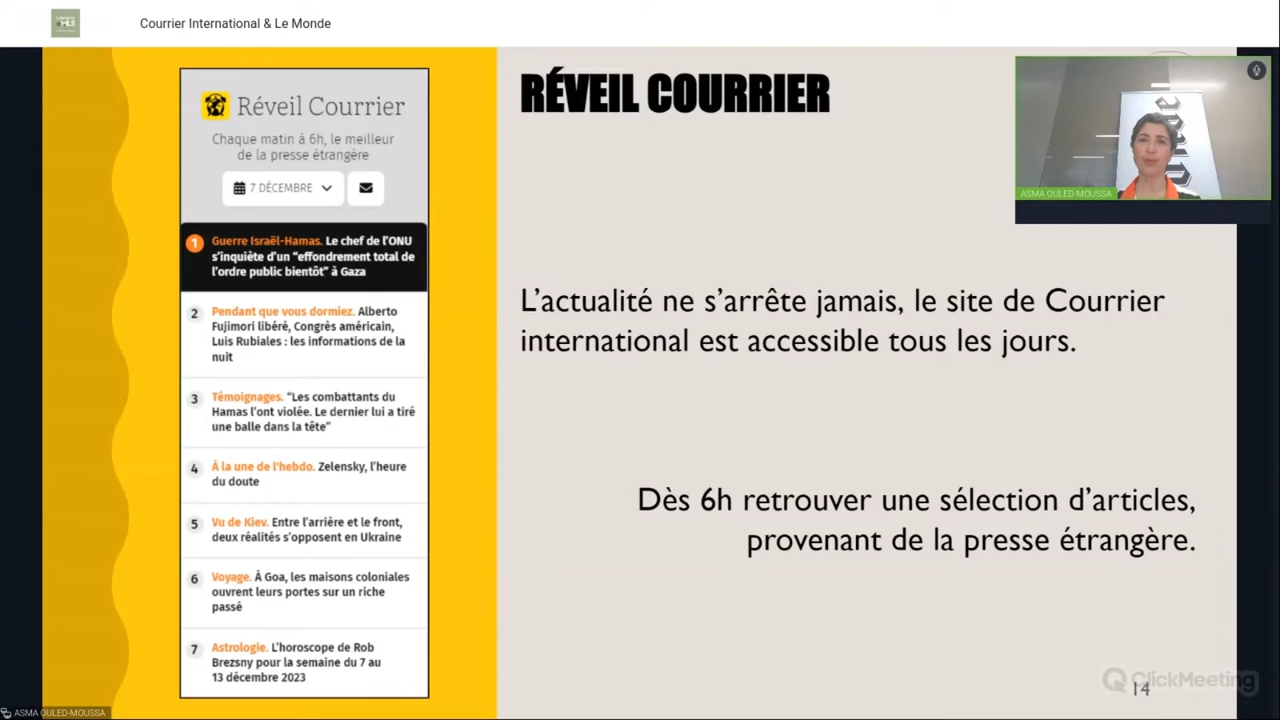 Courrier International & Le Monde
RÉVEIL COURRIER
Réveil Courrier
Chaque matin à 6h, le meilleur
de la presse étrangère
7 DÉCEMBRE
1 Guerre Israël-Hamas. Le chef de l’ONU
s’inquiète d’un “effondrement total de
l’ordre public bientôt” à Gaza
2 Pendant que vous dormiez. Alberto
Fujimori libéré, Congrès américain,
Luis Rubiales : les informations de la
nuit
3 Témoignages. “Les combattants du
Hamas l’ont violée. Le dernier lui a tiré
une balle dans la tête”
4 À la une de l’hebdo. Zelensky, l’heure
du doute
5 Vu de Kiev. Entre l’arrière et le front,
deux réalités s’opposent en Ukraine
6 Voyage. À Goa, les maisons coloniales
ouvrent leurs portes sur un riche
passé
7 Astrologie. L’horoscope de Rob
Brezsny pour la semaine du 7 au
13 décembre 2023
L’actualité ne s’arrête jamais, le site de Courrier
international est accessible tous les jours.
Dès 6h retrouver une sélection d’articles,
provenant de la presse étrangère.
ASMA OULED-MOUSSA
ClickMeeting
14
ASMA OULED-MOUSSA